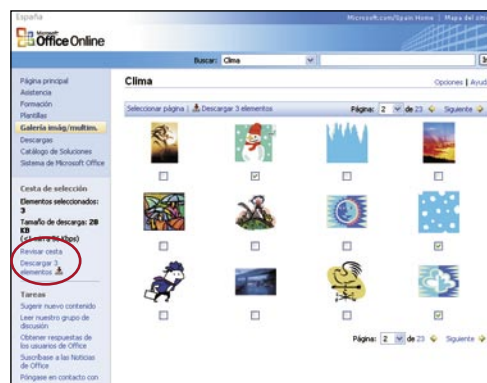 España
Microsoft.com/Spain Home | Mapa del sitio
Microsoft
Office Online
Buscar: Clima
Página principal
Asistencia
Formación
Plantillas
Galería imág/multim.
Descargas
Catálogo de Soluciones
Sistema de Microsoft Office
Cesta de selección
Elementos seleccionados:
3
Tamaño de descarga: 28
KB
Revisar cesta
Descargar 3
elementos
Tareas
Sugerir nuevo contenido
Leer nuestro grupo de
discusión
Obtener respuestas de
los usuarios de Office
Suscríbase a las Noticias
de Office
Póngase en contacto con
Clima
Opciones | Ayud
Seleccionar página | Descargar 3 elementos
Página: 2 de 23 Siguiente
Página: 2 de 23 Siguiente